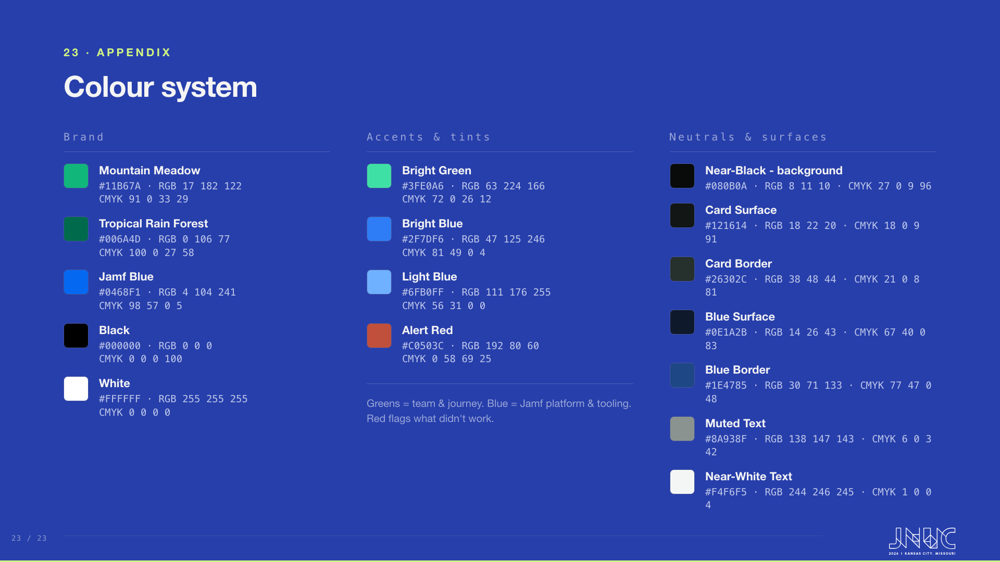 23 · APPENDIX
Colour system
Brand
Mountain Meadow
#11B67A · RGB 17 182 122
CMYK 91 0 33 29
Tropical Rain Forest
#006A4D · RGB 0 106 77
CMYK 100 0 27 58
Jamf Blue
#0468F1 · RGB 4 104 241
CMYK 98 57 0 5
Black
#000000 · RGB 0 0 0
CMYK 0 0 0 100
White
#FFFFFF · RGB 255 255 255
CMYK 0 0 0 0
Accents & tints
Bright Green
#3FE0A6 · RGB 63 224 166
CMYK 72 0 26 12
Bright Blue
#2F7DF6 · RGB 47 125 246
CMYK 81 49 0 4
Light Blue
#6FB0FF · RGB 111 176 255
CMYK 56 31 0 0
Alert Red
#C0503C · RGB 192 80 60
CMYK 0 58 69 25
Greens = team & journey. Blue = Jamf platform & tooling.
Red flags what didn't work.
Neutrals & surfaces
Near-Black - background
#080B0A · RGB 8 11 10 · CMYK 27 0 9 96
Card Surface
#121614 · RGB 18 22 20 · CMYK 18 0 9
91
Card Border
#26302C · RGB 38 48 44 · CMYK 21 0 8
81
Blue Surface
#0E1A2B · RGB 14 26 43 · CMYK 67 40 0
83
Blue Border
#1E4785 · RGB 30 71 133 · CMYK 77 47 0
48
Muted Text
#8A938F · RGB 138 147 143 · CMYK 6 0 3
42
Near-White Text
#F4F6F5 · RGB 244 246 245 · CMYK 1 0 0
4
23 / 23
JNUC
2026 | KANSAS CITY, MISSOURI